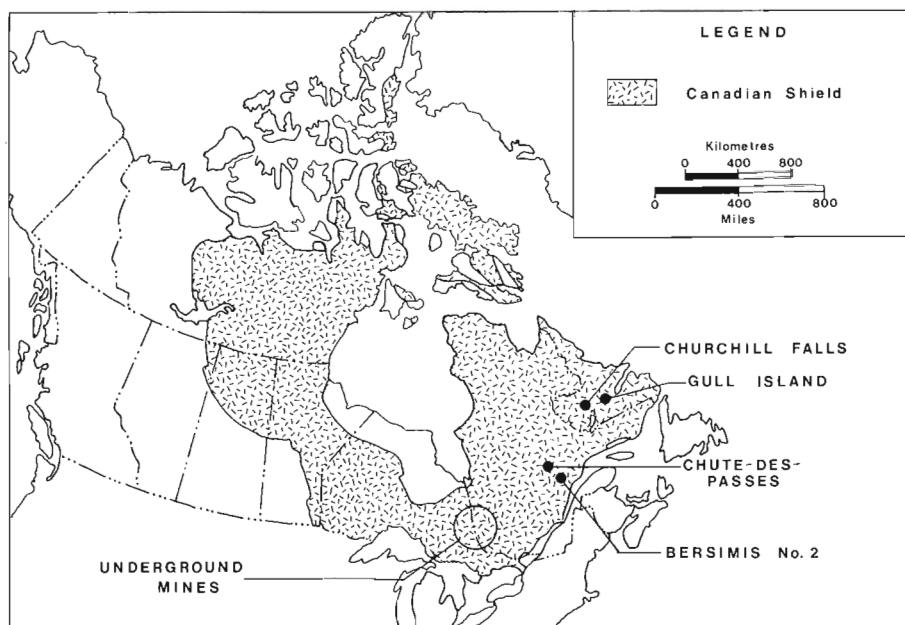 LEGEND
Canadian Shield
Kilometres
0 400 800
0 400 800
Miles
CHURCHILL FALLS
GULL ISLAND
CHUTE-DES-
PASSES
BERSIMIS No. 2
UNDERGROUND
MINES